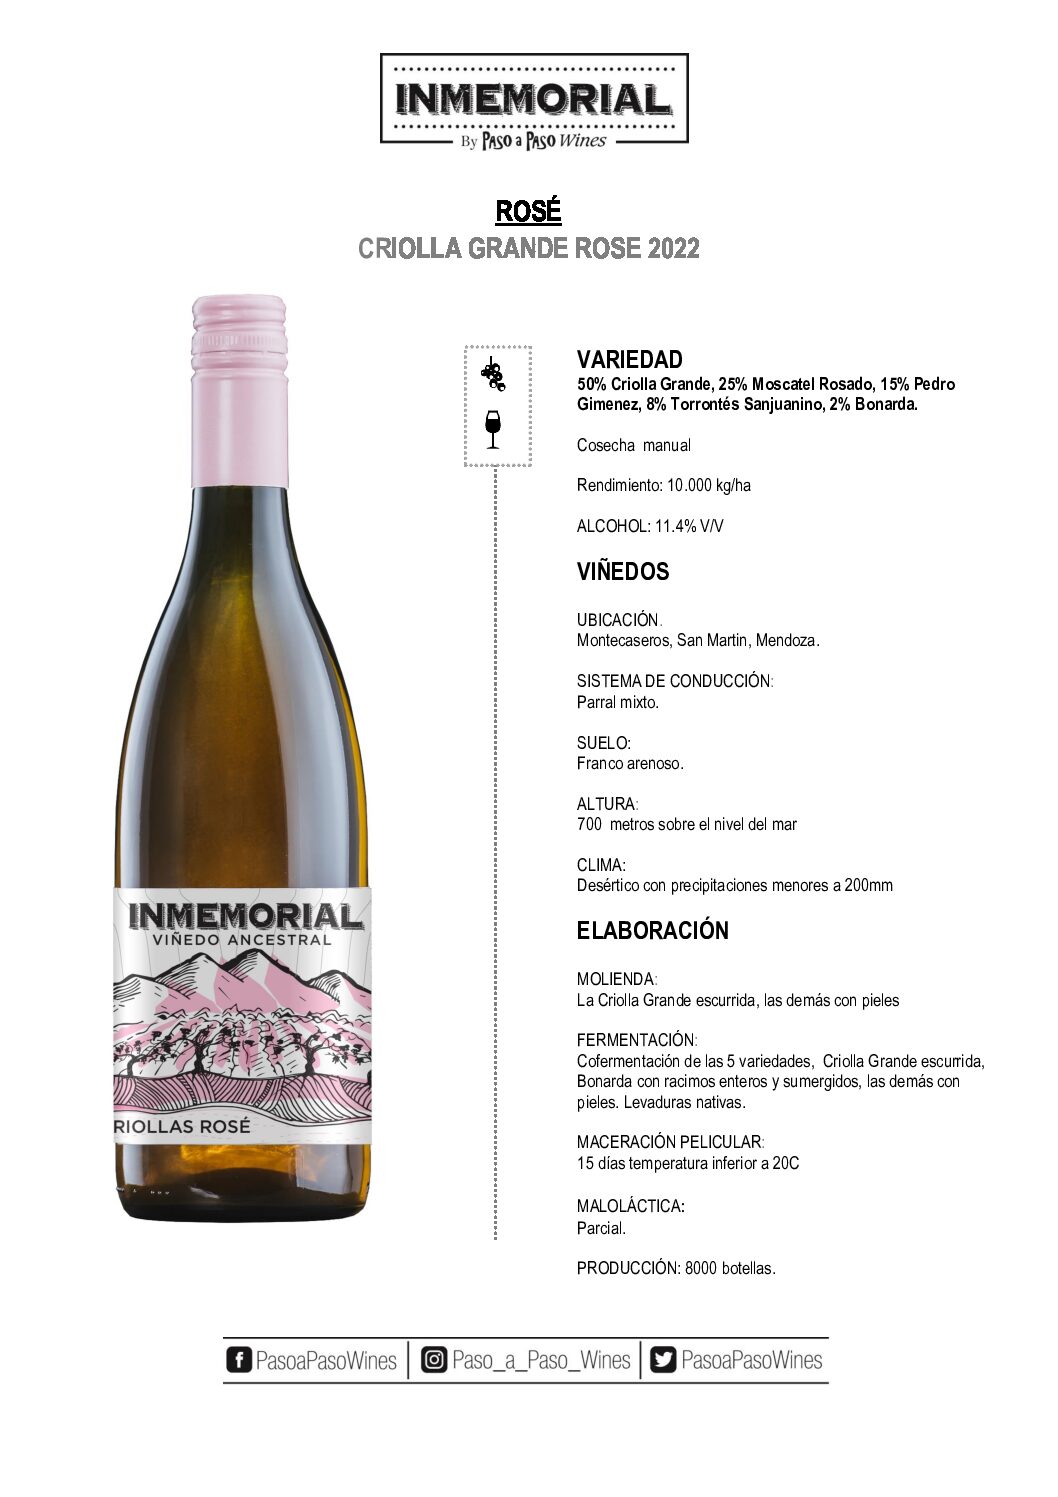 INMEMORIAL
By PASO a PASO Wines
ROSÉ
CRIOLLA GRANDE ROSE 2022
VARIEDAD
50% Criolla Grande, 25% Moscatel Rosado, 15% Pedro
Gimenez, 8% Torrontés Sanjuanino, 2% Bonarda.
Cosecha manual
Rendimiento: 10.000 kg/ha
ALCOHOL: 11.4% V/V
VIÑEDOS
UBICACIÓN.
Montecaseros, San Martin, Mendoza.
SISTEMA DE CONDUCCIÓN:
Parral mixto.
SUELO:
Franco arenoso.
ALTURA:
700 metros sobre el nivel del mar
CLIMA:
Desértico con precipitaciones menores a 200mm
ELABORACIÓN
MOLIENDA:
La Criolla Grande escurrida, las demás con pieles
FERMENTACIÓN:
Cofermentación de las 5 variedades, Criolla Grande escurrida,
Bonarda con racimos enteros y sumergidos, las demás con
pieles. Levaduras nativas.
MACERACIÓN PELICULAR:
15 días temperatura inferior a 20C
MALOLÁCTICA:
Parcial.
PRODUCCIÓN: 8000 botellas.
INMEMORIAL
VIÑEDO ANCESTRAL
RIOLLAS ROSÉ
PasoaPasoWines
Paso_a_Paso_Wines
PasoaPasoWines